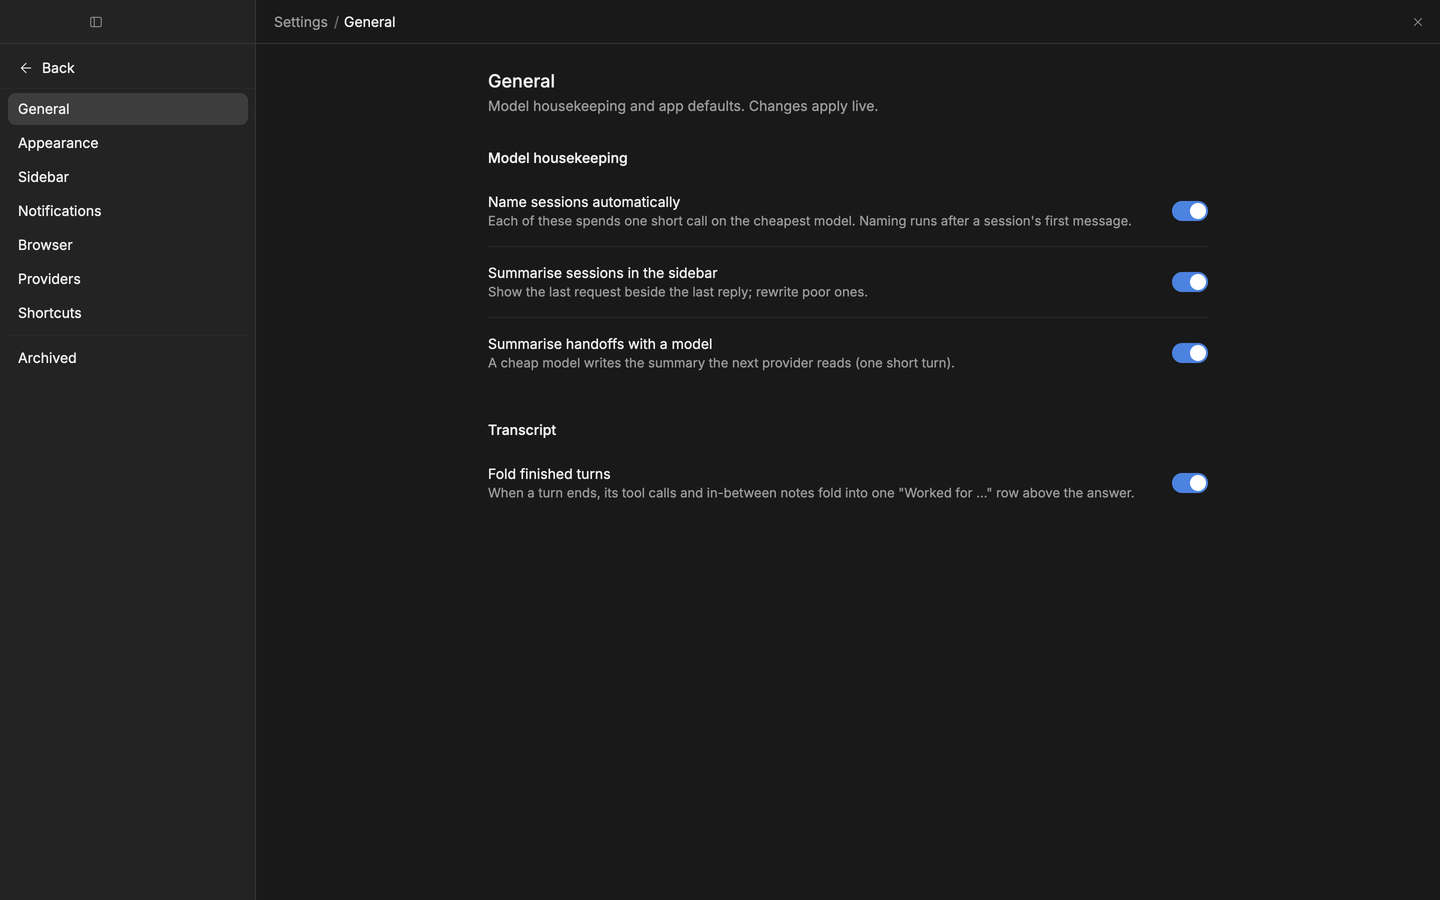 Settings / General
Back
General
Appearance
Sidebar
Notifications
Browser
Providers
Shortcuts
Archived
General
Model housekeeping and app defaults. Changes apply live.
Model housekeeping
Name sessions automatically
Each of these spends one short call on the cheapest model. Naming runs after a session's first message.
Summarise sessions in the sidebar
Show the last request beside the last reply; rewrite poor ones.
Summarise handoffs with a model
A cheap model writes the summary the next provider reads (one short turn).
Transcript
Fold finished turns
When a turn ends, its tool calls and in-between notes fold into one "Worked for ..." row above the answer.